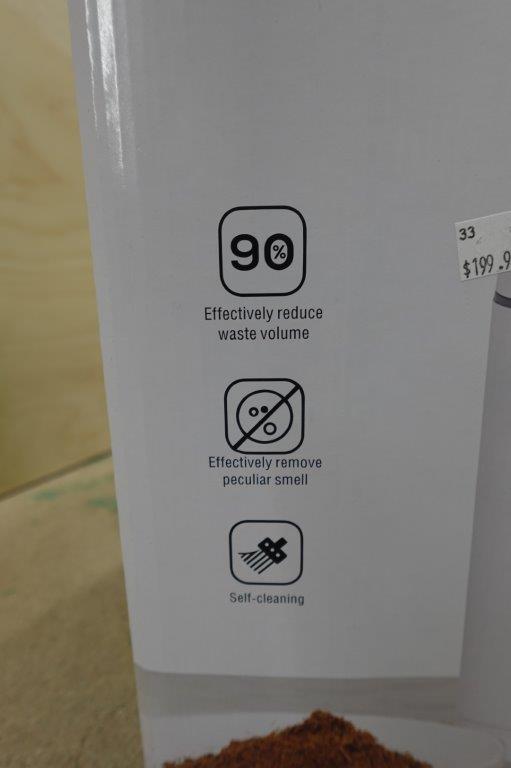 90%
Effectively reduce
waste volume
33
$199.9
Effectively remove
peculiar smell
Self-cleaning